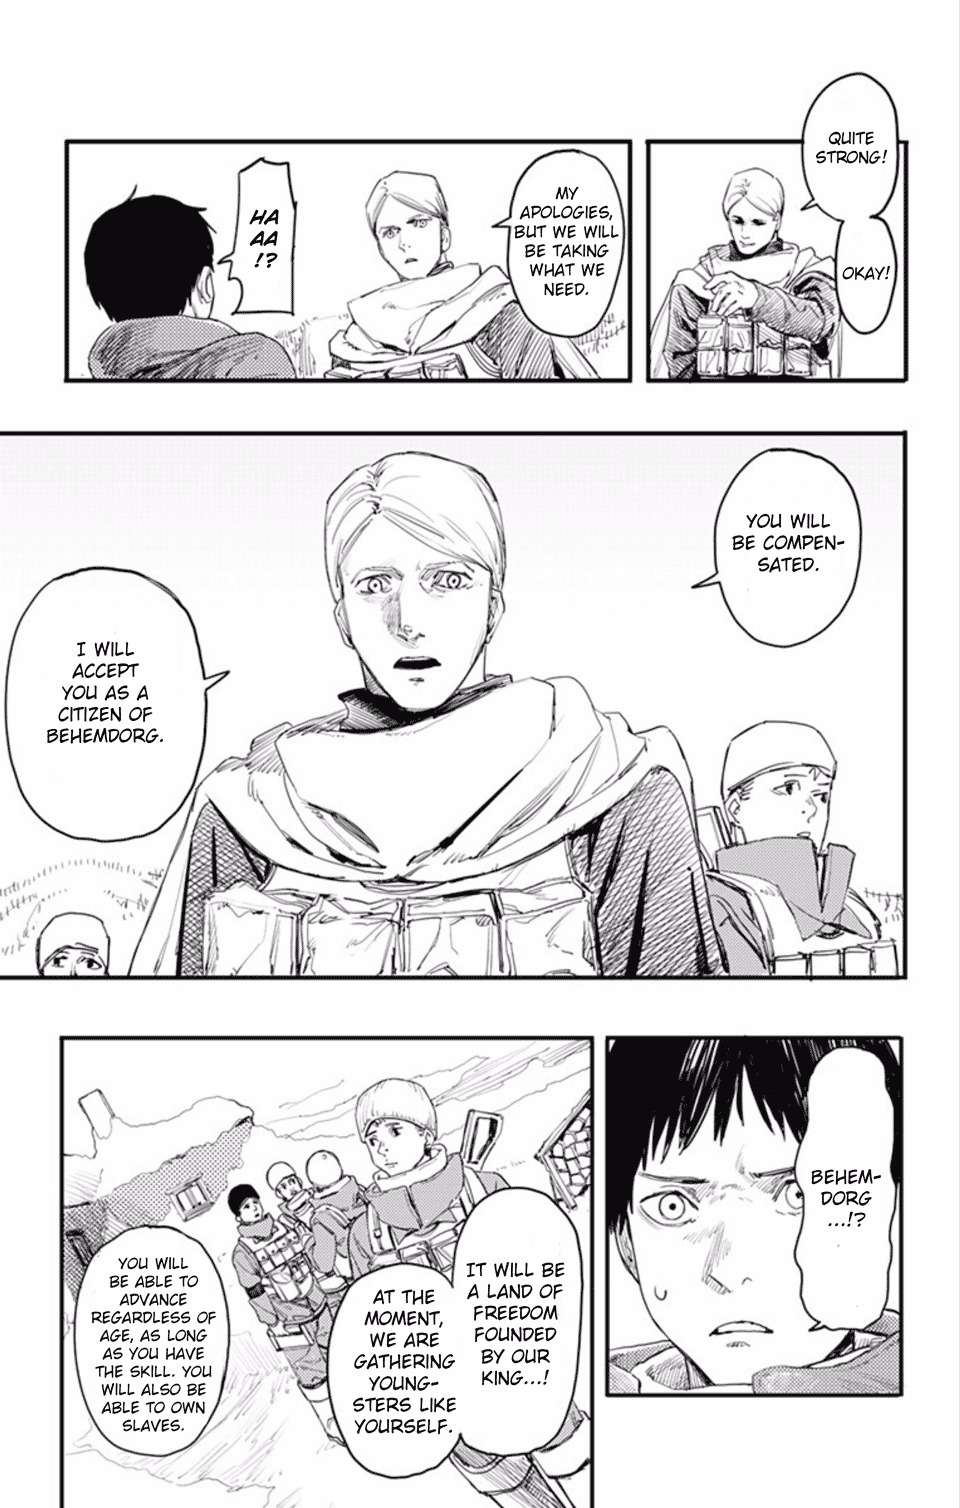 QUITE
STRONG!
OKAY!
MY
APOLOGIES,
BUT WE WILL
BE TAKING
WHAT WE
NEED.
HA
AA
!?
YOU WILL
BE COMPEN-
SATED.
I WILL
ACCEPT
YOU AS A
CITIZEN OF
BEHEMDORG.
BEHEM-
DORG
...!?
IT WILL BE
A LAND OF
FREEDOM
FOUNDED
BY OUR
KING...!
AT THE
MOMENT,
WE ARE
GATHERING
YOUNG-
STERS LIKE
YOURSELF.
YOU WILL
BE ABLE TO
ADVANCE
REGARDLESS OF
AGE, AS LONG
AS YOU HAVE
THE SKILL. YOU
WILL ALSO BE
ABLE TO OWN
SLAVES.